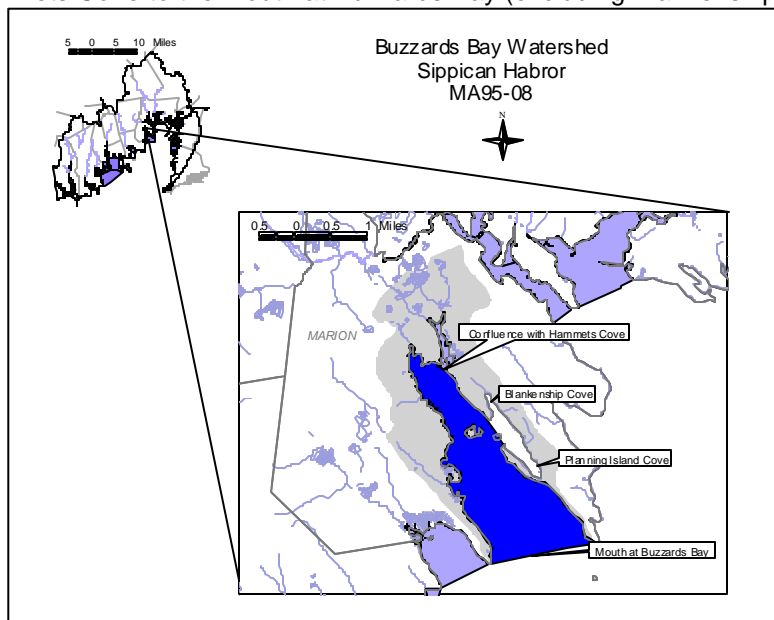 5 0 5 10 Miles
Buzzards Bay Watershed
Sippican Habror
MA95-08
N
0.5 0 0.5 1 Miles
MARION
Confluence with Hammets Cove
Blankenship Cove
Planning Island Cove
Mouth at Buzzards Bay